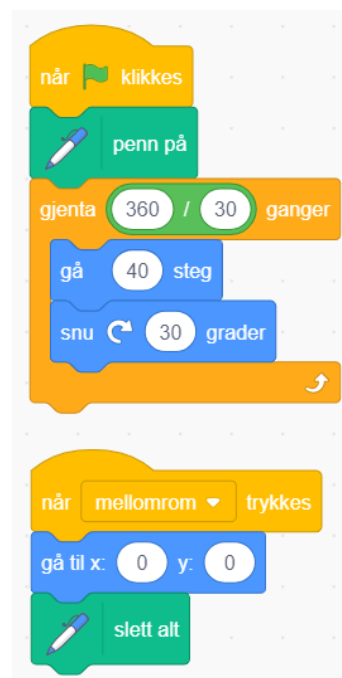 når klikkes
penn på
gjenta 360 / 30 ganger
gå 40 steg
snu 30 grader
når mellomrom trykkes
gå til x: 0 y: 0
slett alt